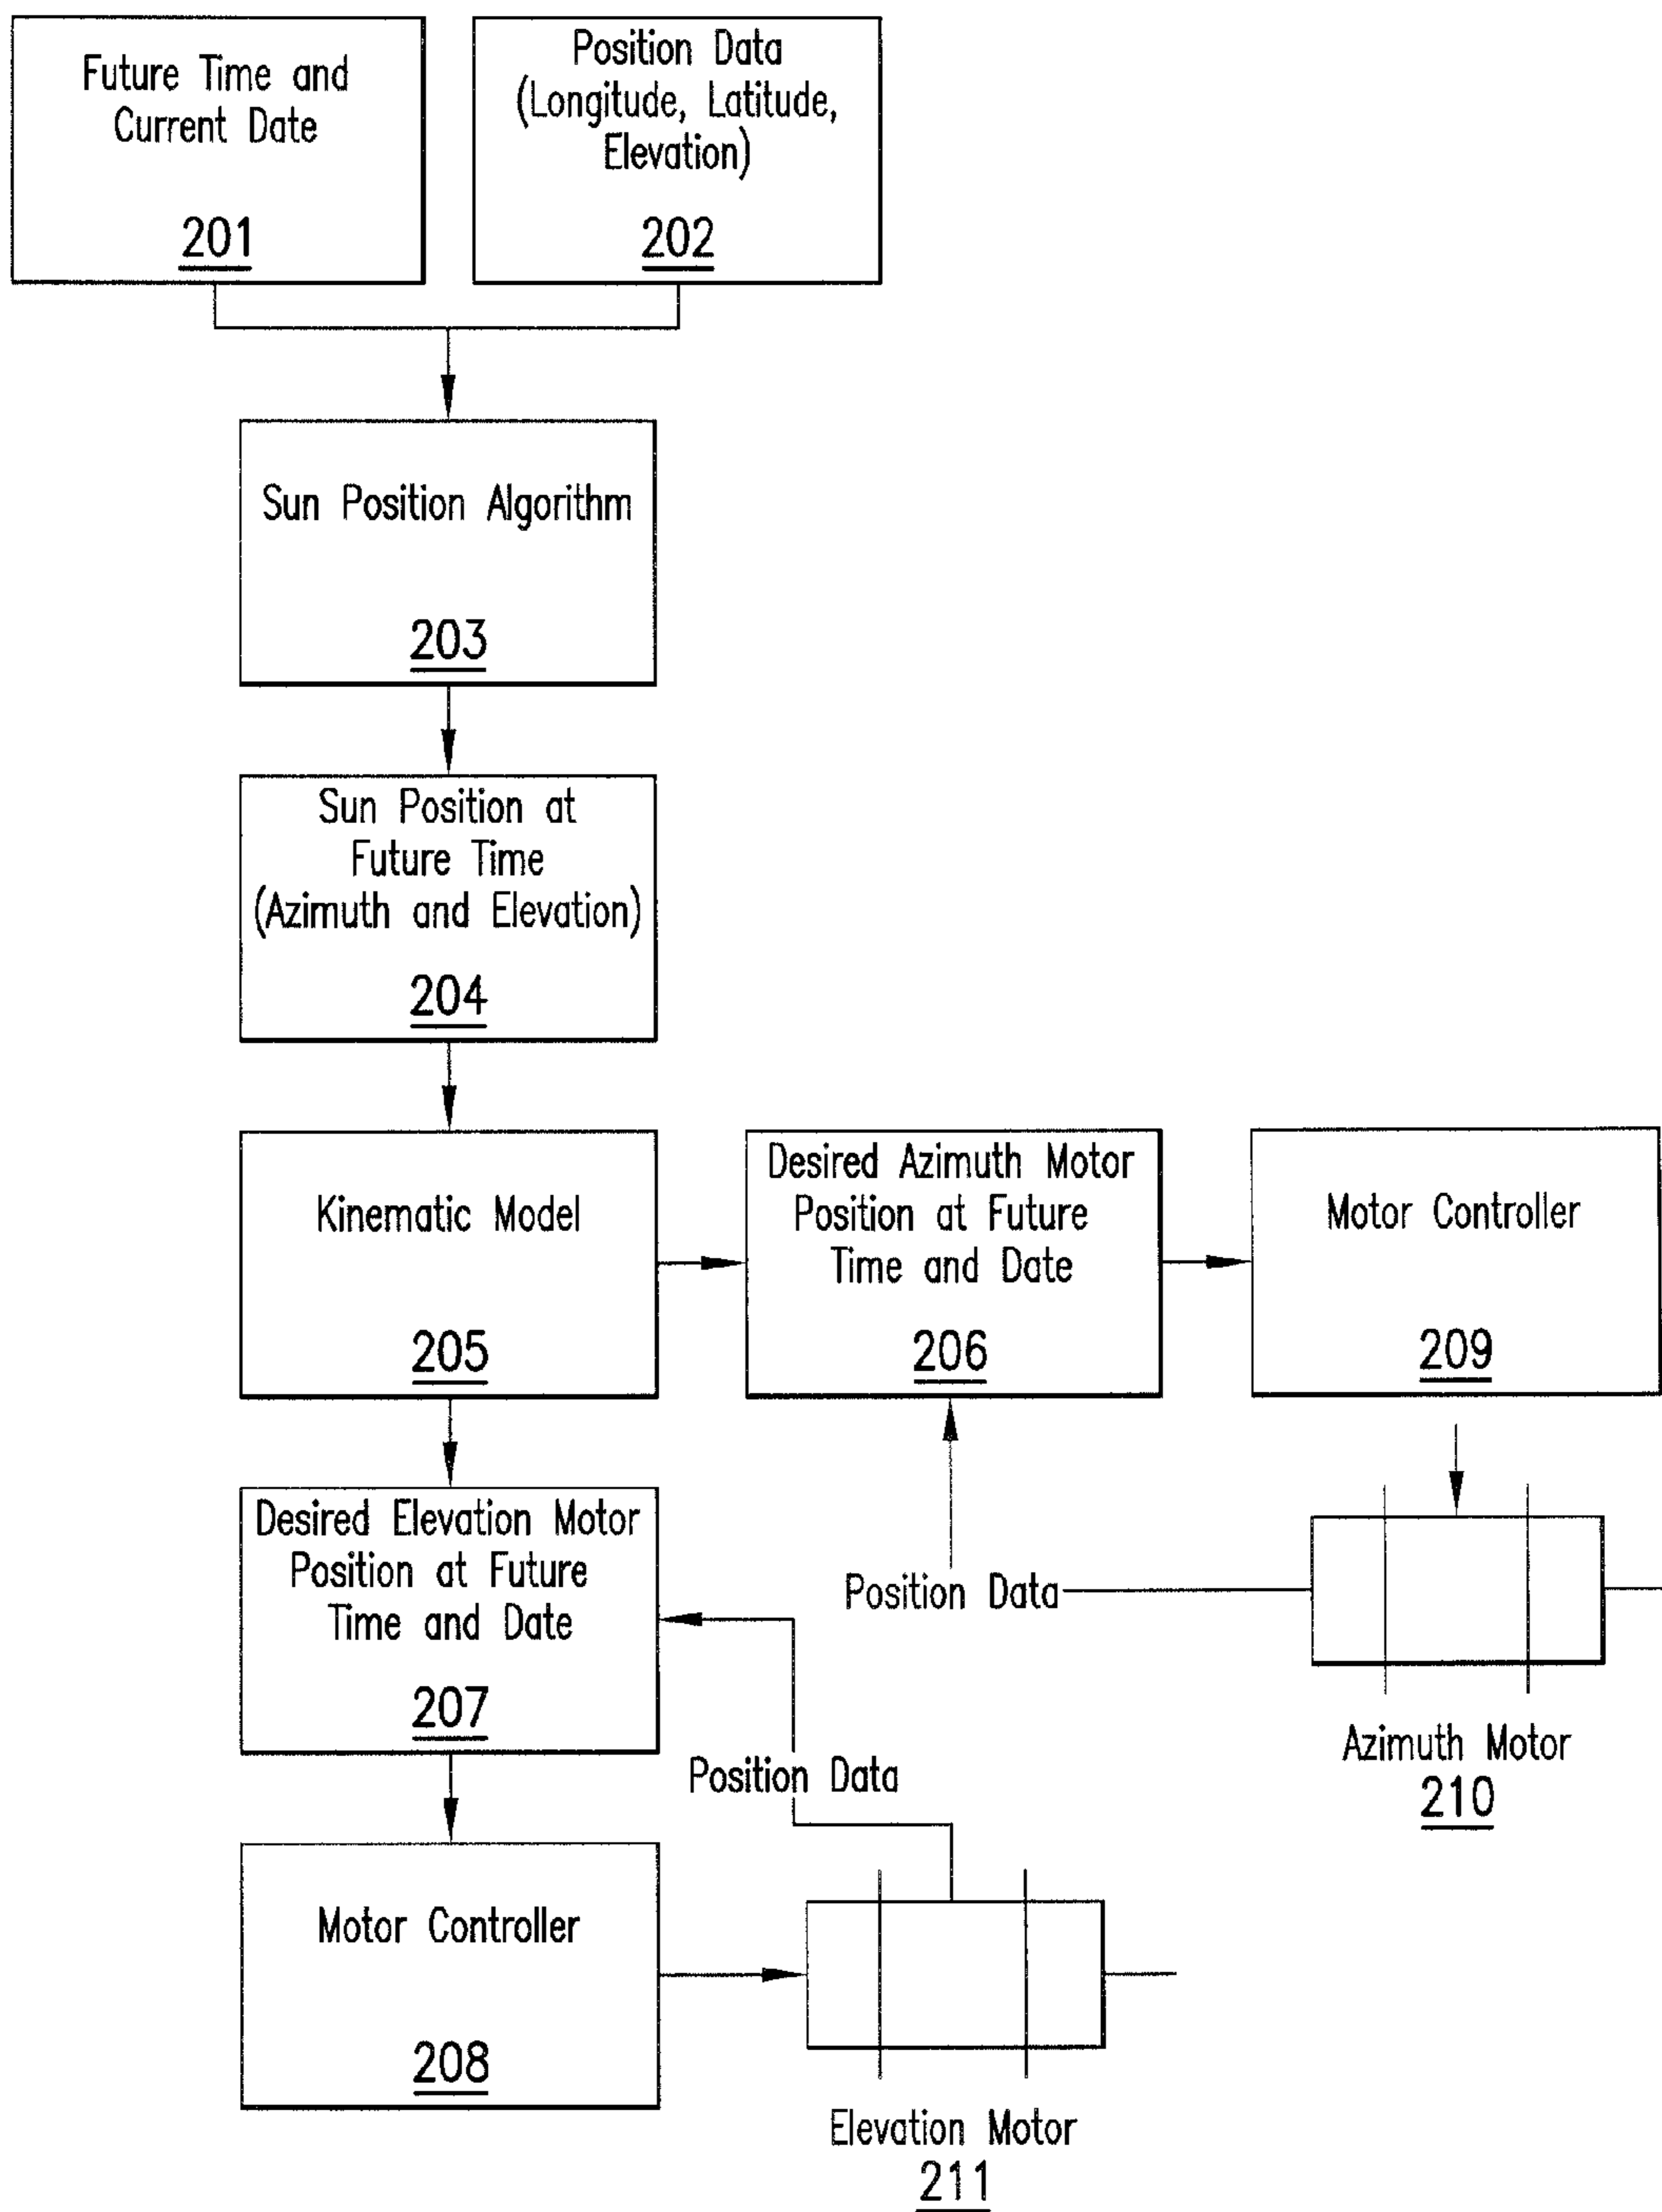 Future Time and
Current Date
201
Position Data
(Longitude, Latitude,
Elevation)
202
Sun Position Algorithm
203
Sun Position at
Future Time
(Azimuth and Elevation)
204
Kinematic Model
205
Desired Azimuth Motor
Position at Future
Time and Date
206
Motor Controller
209
Desired Elevation Motor
Position at Future
Time and Date
207
Position Data
Azimuth Motor
210
Position Data
Motor Controller
208
Elevation Motor
211